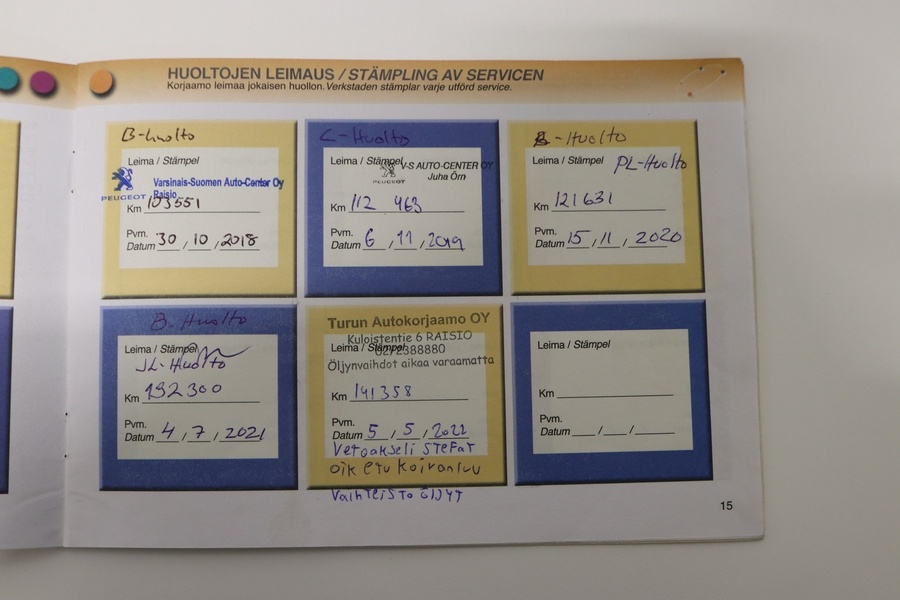 HUOLTOJEN LEIMAUS / STÄMPLING AV SERVICEN
Korjaamo leimaa jokaisen huollon. Verkstaden stämplar varje utförd service.
B-huolto
Leima / Stämpel
PEUGEOT
Varsinais-Suomen Auto-Center Oy
Raisio
Km 103551
Pvm.
Datum 30 / 10 / 2018
C-Huolto
Leima / Stämpel
V-S AUTO-CENTER OY
Juha Örn
PEUGEOT
Km 112 463
Pvm.
Datum 6 / 11 / 2019
-Huolto
Leima / Stämpel PL-Huolto
Km 121631
Pvm.
Datum 15 / 11 / 2020
B-Huolto
Leima / Stämpel
JL-Huolto
Km 132300
Pvm.
Datum 4 / 7 / 2021
Turun Autokorjaamo OY
Kuloistentie 6 RAISIO
Leima / Stämpel
0272388880
Öljynvaihdot aikaa varaamatta
Km 141358
Pvm.
Datum 5 / 5 / 2022
Vetoakseli STEFAT
oik etu koiranluu
vaihteisto öljyt
Leima / Stämpel
Km
Pvm.
Datum / /
15